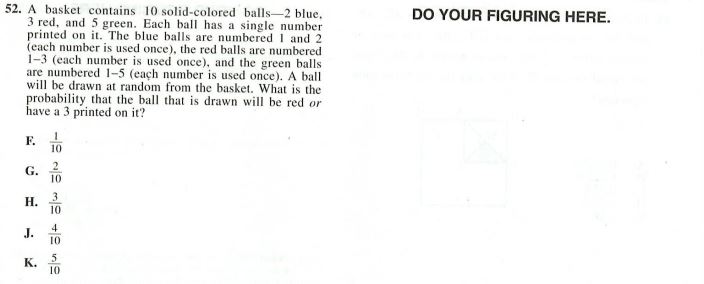 52. A basket contains 10 solid-colored balls—2 blue,
3 red, and 5 green. Each ball has a single number
printed on it. The blue balls are numbered 1 and 2
(each number is used once), the red balls are numbered
1–3 (each number is used once), and the green balls
are numbered 1–5 (each number is used once). A ball
will be drawn at random from the basket. What is the
probability that the ball that is drawn will be red or
have a 3 printed on it?
F. 1/10
G. 2/10
H. 3/10
J. 4/10
K. 5/10
DO YOUR FIGURING HERE.